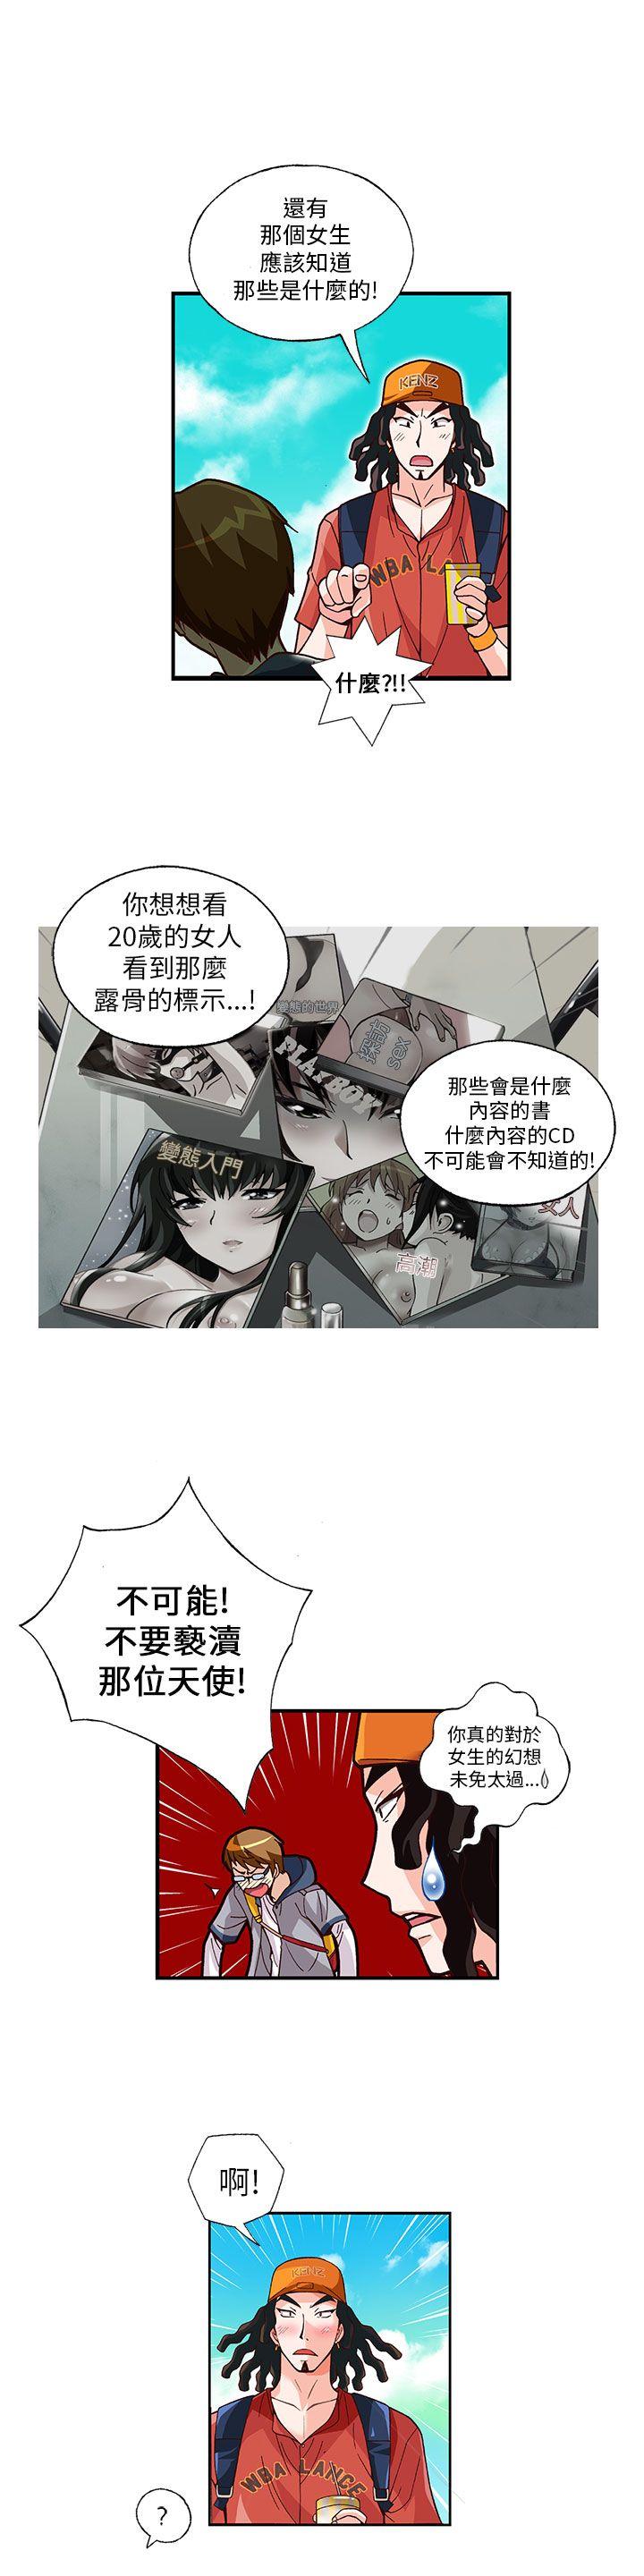 還有
那個女生
應該知道
那些是什麼的!
KENZ
WBA LANCE
什麼?!!
你想想看
20歲的女人
看到那麼
露骨的標示...!
變態的世界
探訪
sex
PLAYBOY
變態入門
高潮
女人
那些會是什麼
內容的書
什麼內容的CD
不可能會不知道的!
不可能!
不要褻瀆
那位天使!
你真的對於
女生的幻想
未免太過...
啊!
KENZ
WBA LANCE
?